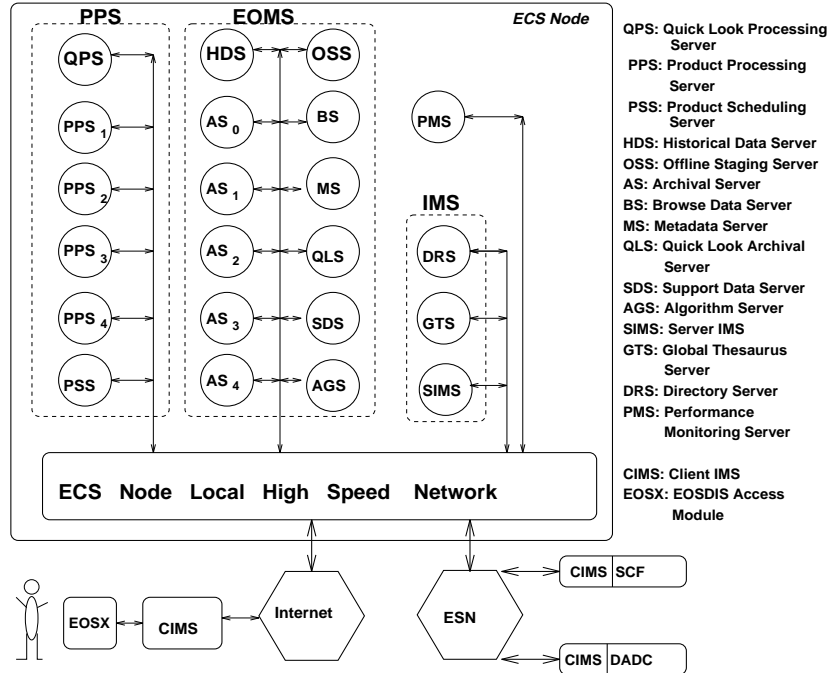 PPS
EOMS
ECS Node
QPS
HDS
OSS
PPS 1
AS 0
BS
PMS
PPS 2
AS 1
MS
IMS
PPS 3
AS 2
QLS
DRS
PPS 4
AS 3
SDS
GTS
PSS
AS 4
AGS
SIMS
ECS Node Local High Speed Network
QPS: Quick Look Processing
Server
PPS: Product Processing
Server
PSS: Product Scheduling
Server
HDS: Historical Data Server
OSS: Offline Staging Server
AS: Archival Server
BS: Browse Data Server
MS: Metadata Server
QLS: Quick Look Archival
Server
SDS: Support Data Server
AGS: Algorithm Server
SIMS: Server IMS
GTS: Global Thesaurus
Server
DRS: Directory Server
PMS: Performance
Monitoring Server
CIMS: Client IMS
EOSX: EOSDIS Access
Module
EOSX
CIMS
Internet
ESN
CIMS SCF
CIMS DADC